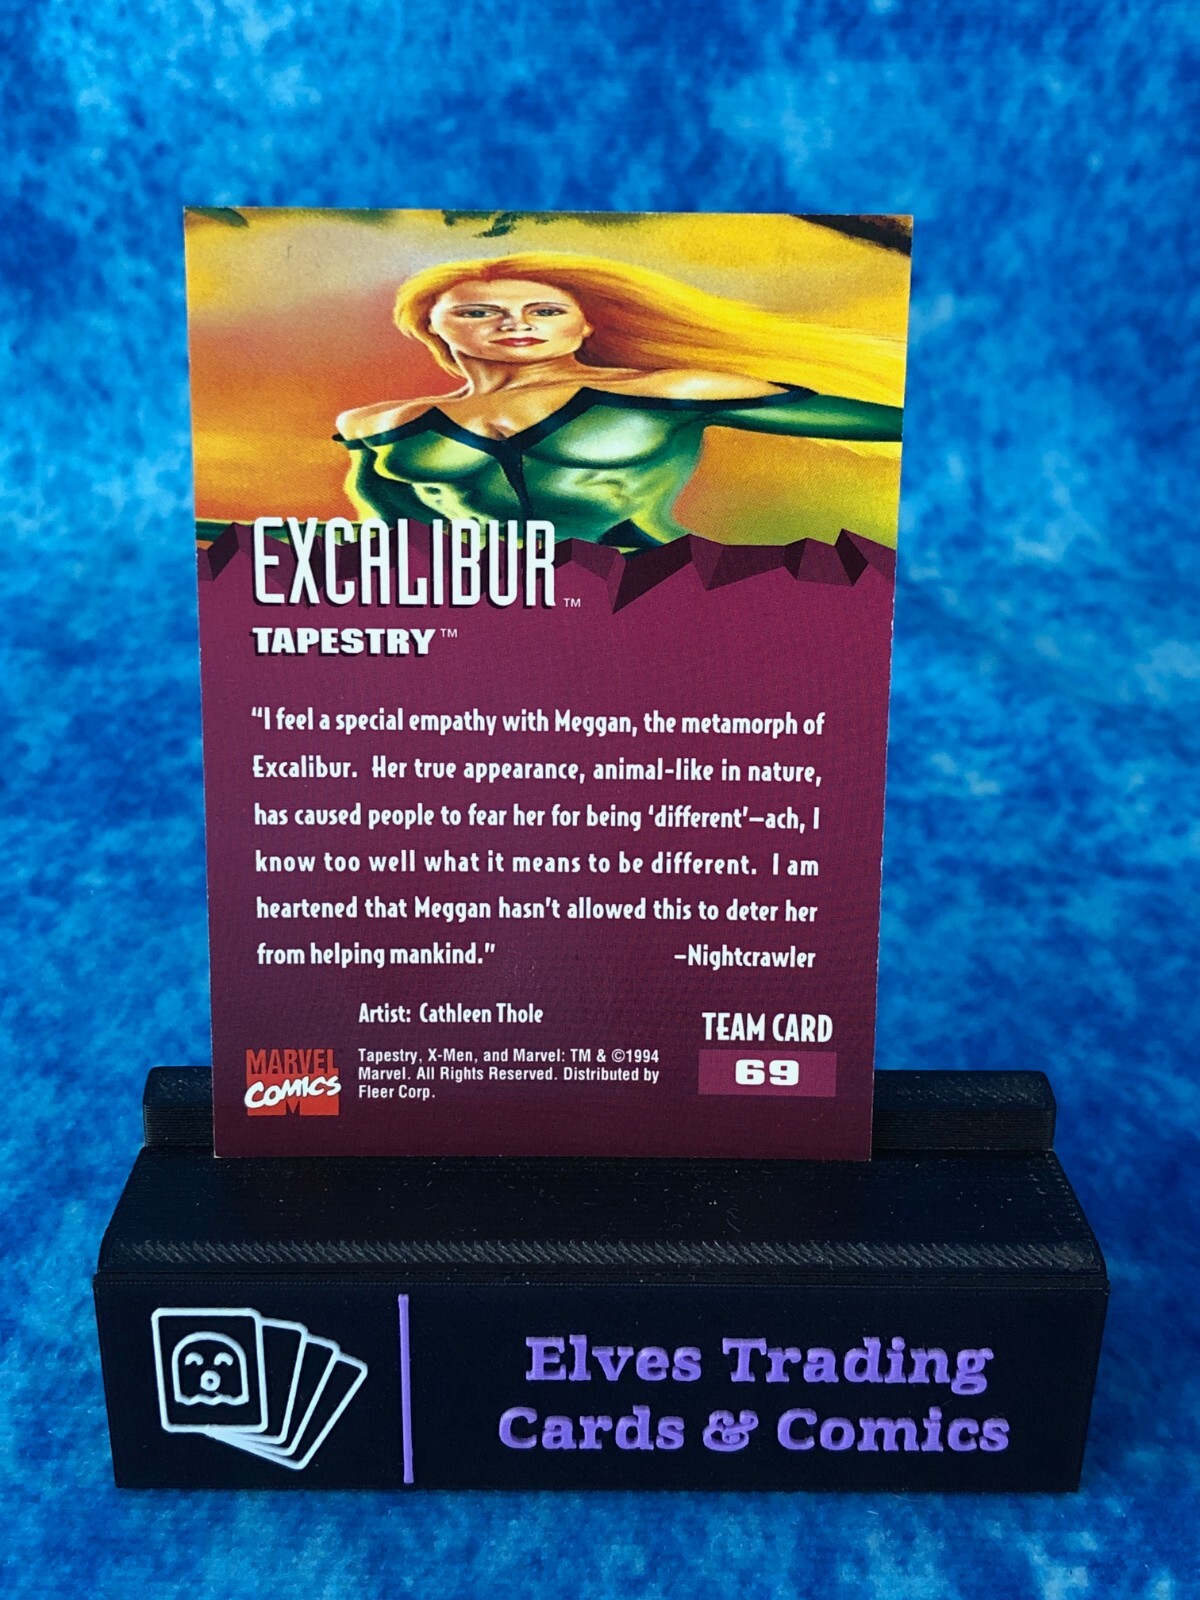 EXCALIBUR™
TAPESTRY™
“I feel a special empathy with Meggan, the metamorph of
Excalibur. Her true appearance, animal-like in nature,
has caused people to fear her for being ‘different’—ach, I
know too well what it means to be different. I am
heartened that Meggan hasn’t allowed this to deter her
from helping mankind.” –Nightcrawler
Artist: Cathleen Thole
TEAM CARD
69
MARVEL
COMICS
Tapestry, X-Men, and Marvel: TM & ©1994
Marvel. All Rights Reserved. Distributed by
Fleer Corp.
Elves Trading
Cards & Comics